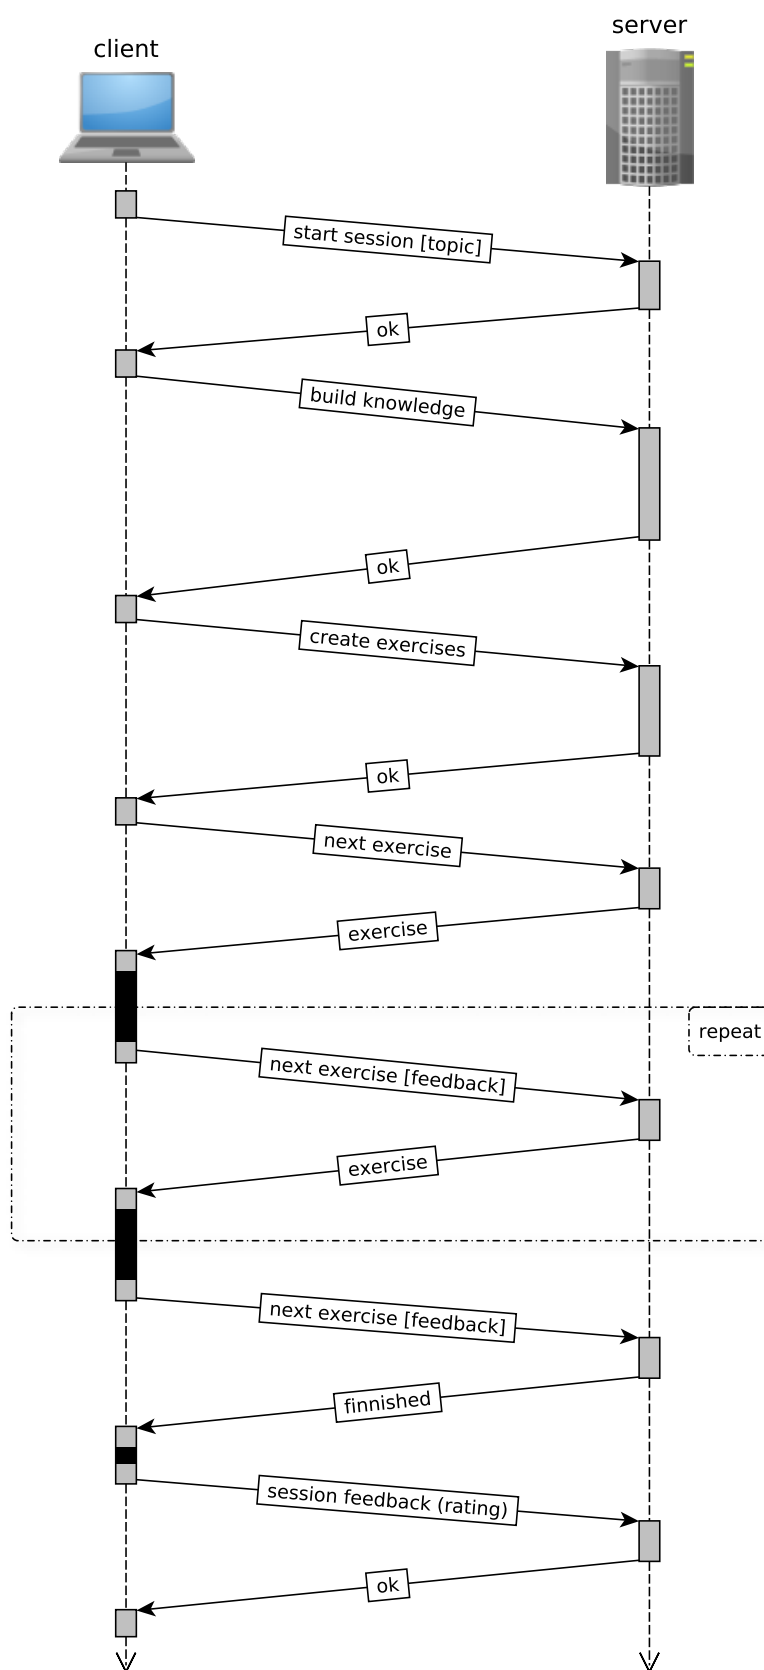 server
client
start session [topic]
ok
build knowledge
ok
create exercises
ok
next exercise
exercise
repeat
next exercise [feedback]
exercise
next exercise [feedback]
finnished
session feedback (rating)
ok